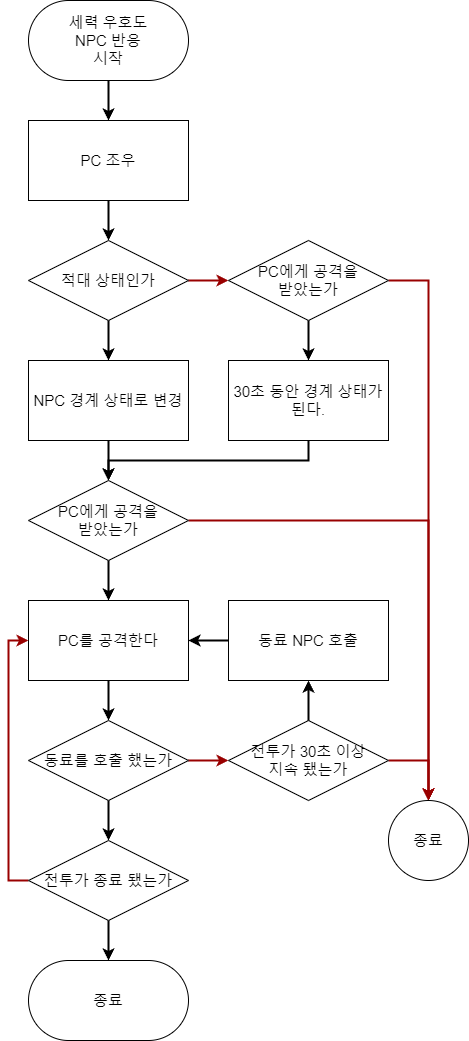 세력 우호도
NPC 반응
시작
PC 조우
적대 상태인가
PC에게 공격을
받았는가
NPC 경계 상태로 변경
30초 동안 경계 상태가
된다.
PC에게 공격을
받았는가
PC를 공격한다
동료 NPC 호출
동료를 호출 했는가
전투가 30초 이상
지속 됐는가
종료
전투가 종료 됐는가
종료